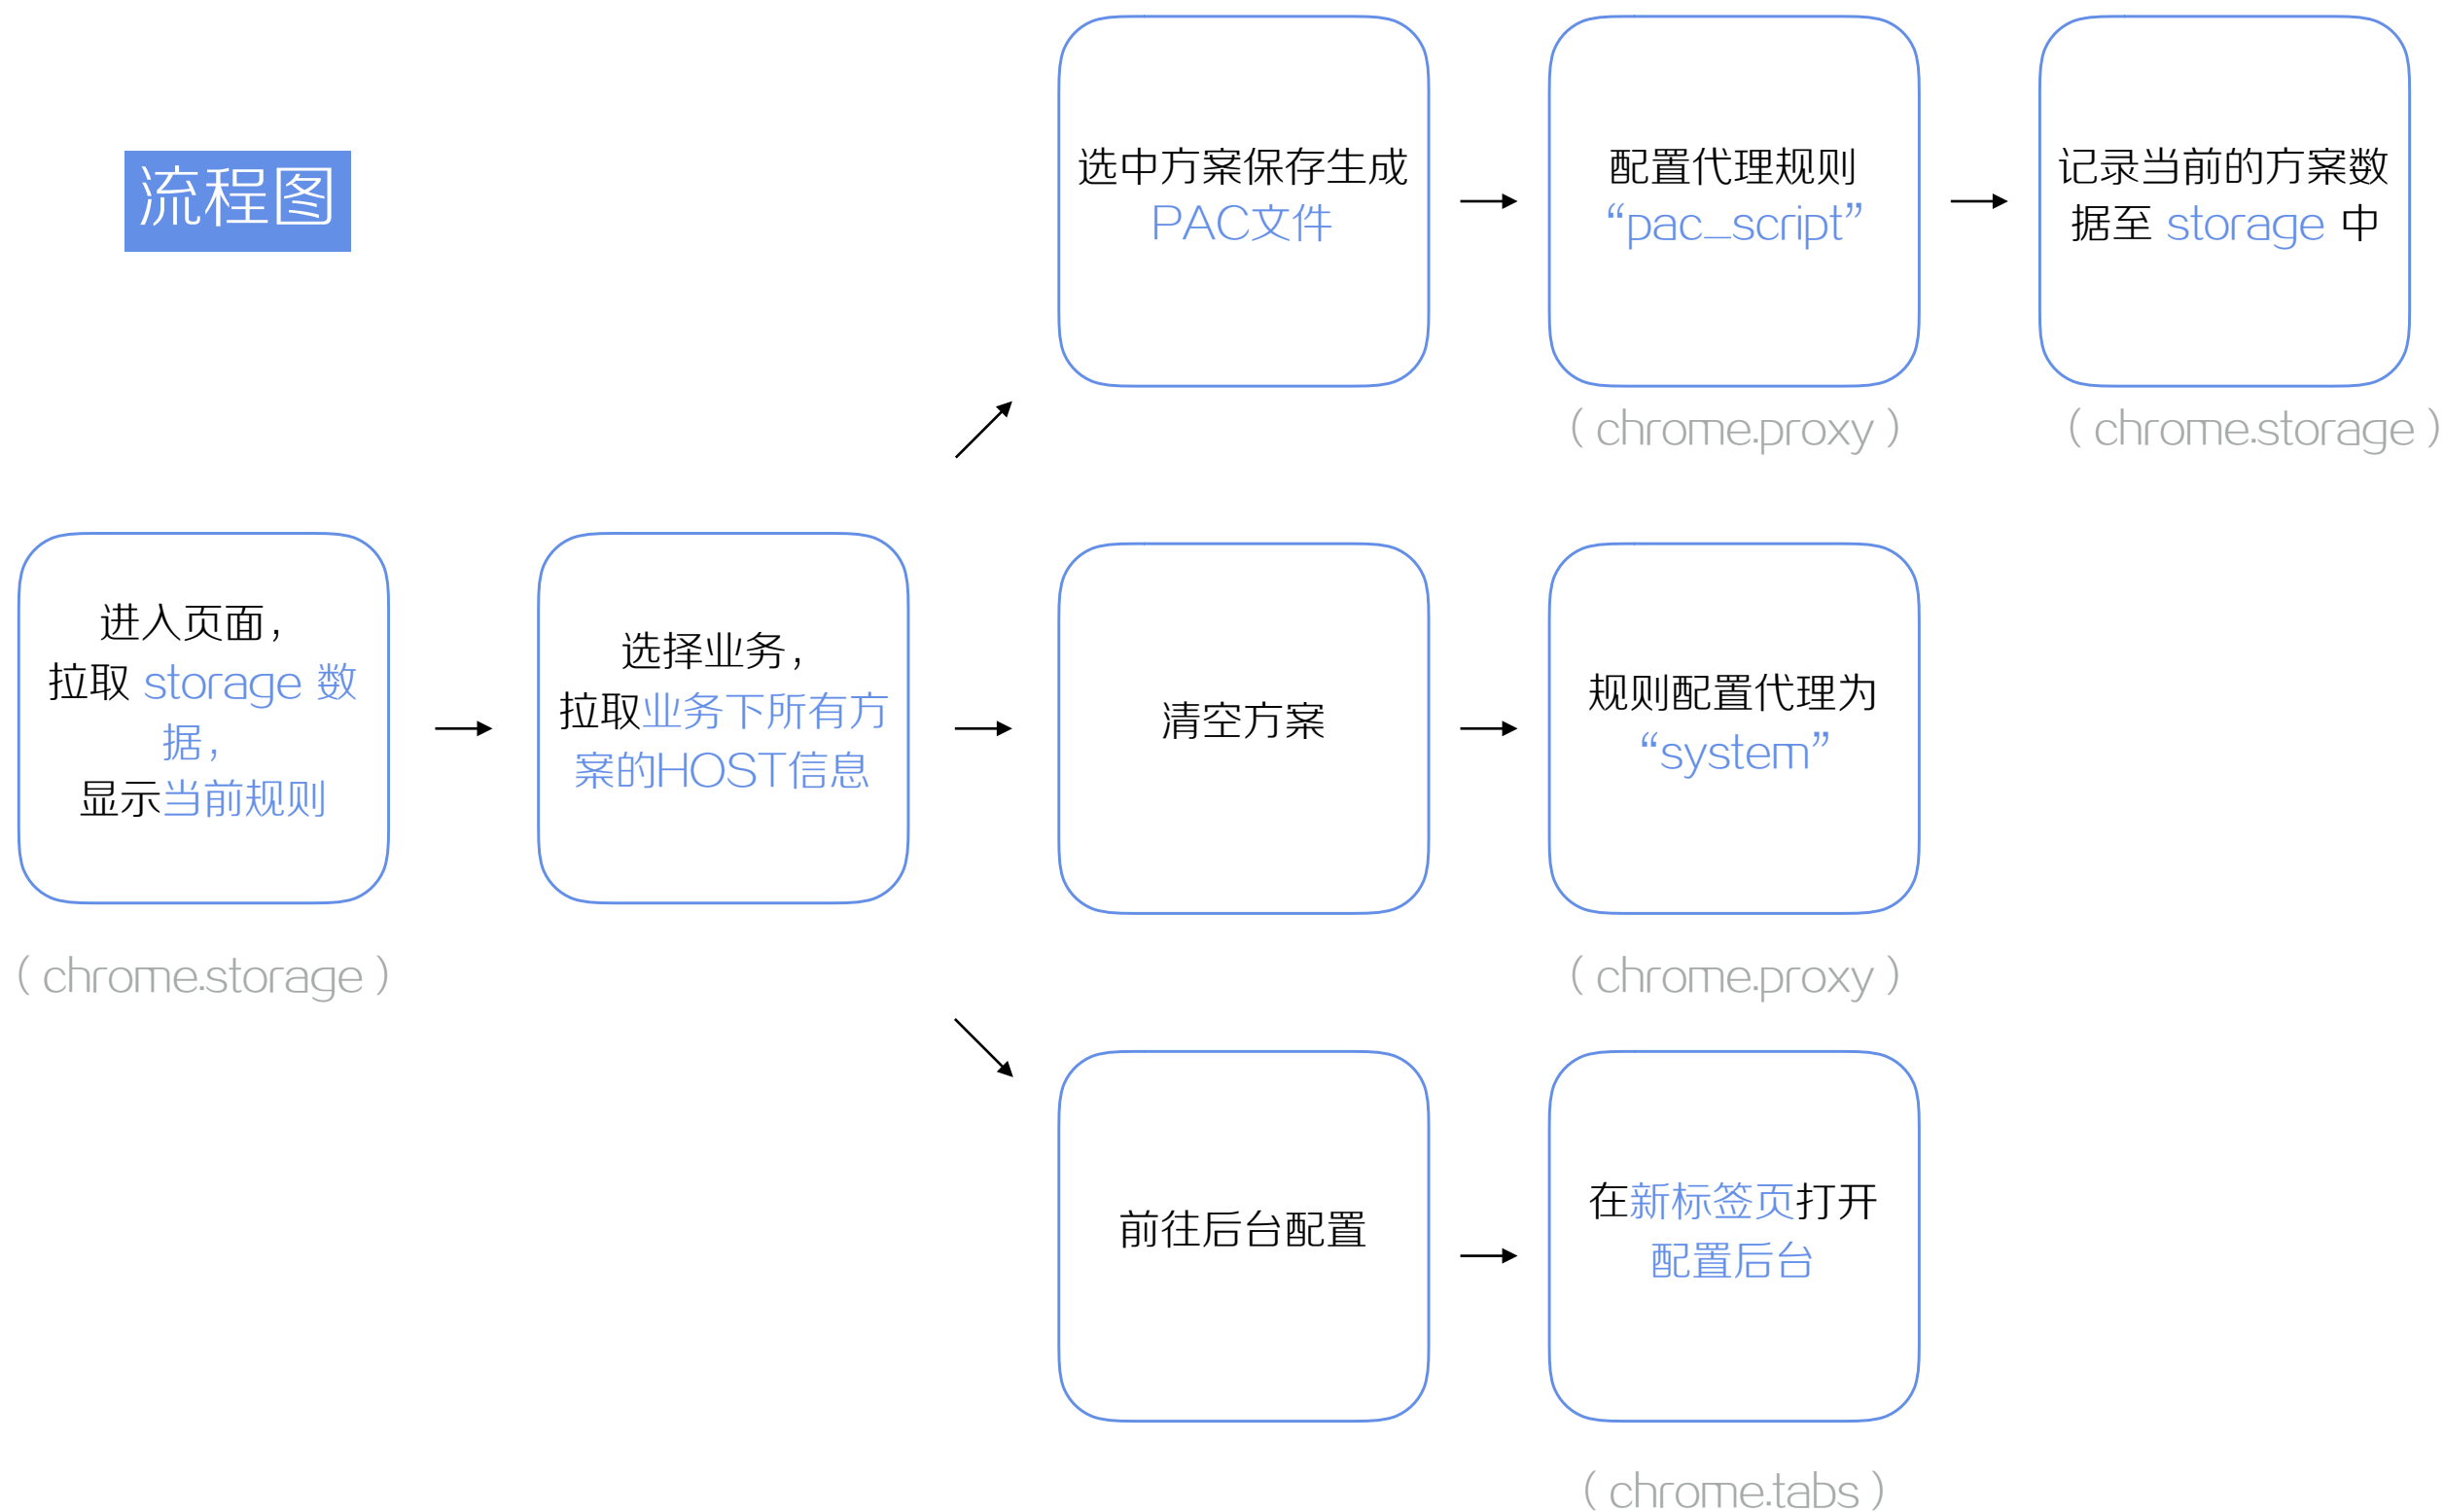 流程图
选中方案保存生成
PAC文件
配置代理规则
“pac_script”
( chrome.proxy )
记录当前的方案数
据至 storage 中
( chrome.storage )
进入页面，
拉取 storage 数
据，
显示当前规则
( chrome.storage )
选择业务，
拉取业务下所有方
案的HOST信息
清空方案
规则配置代理为
“system”
( chrome.proxy )
前往后台配置
在新标签页打开
配置后台
( chrome.tabs )